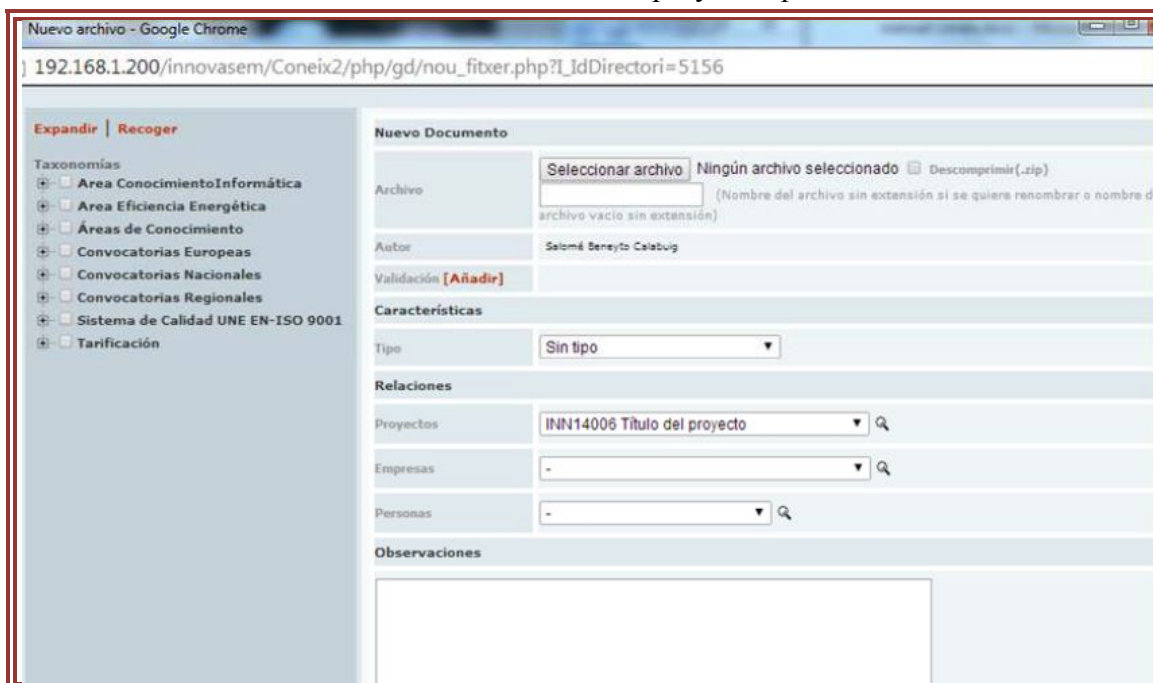 Nuevo archivo - Google Chrome
192.168.1.200/innovasem/Coneix2/php/gd/nou_fitxer.php?I_IdDirectori=5156
Expandir | Recoger
Taxonomías
Area ConocimientoInformática
Area Eficiencia Energética
Áreas de Conocimiento
Convocatorias Europeas
Convocatorias Nacionales
Convocatorias Regionales
Sistema de Calidad UNE EN-ISO 9001
Tarificación
Nuevo Documento
Archivo
Seleccionar archivo Ningún archivo seleccionado Descomprimir(.zip)
(Nombre del archivo sin extensión si se quiere renombrar o nombre d
archivo vacio sin extensión)
Autor Salomé Beneyto Calabuig
Validación [Añadir]
Características
Tipo Sin tipo
Relaciones
Proyectos INN14006 Título del proyecto
Empresas -
Personas -
Observaciones